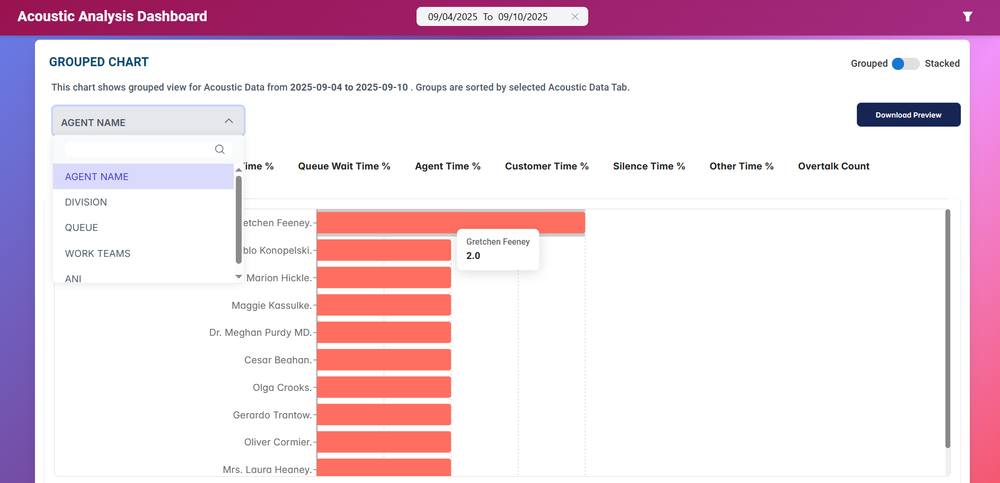 Acoustic Analysis Dashboard
09/04/2025 To 09/10/2025
GROUPED CHART
Grouped Stacked
This chart shows grouped view for Acoustic Data from 2025-09-04 to 2025-09-10 . Groups are sorted by selected Acoustic Data Tab.
AGENT NAME
Download Preview
Queue Wait Time % Agent Time % Customer Time % Silence Time % Other Time % Overtalk Count
AGENT NAME
DIVISION
QUEUE
WORK TEAMS
ANI
Feeney.
Konopelski.
Marion Hickle.
Maggie Kassulke.
Dr. Meghan Purdy MD.
Cesar Beahan.
Olga Crooks.
Gerardo Trantow.
Oliver Cormier.
Mrs. Laura Heaney.
Gretchen Feeney
2.0